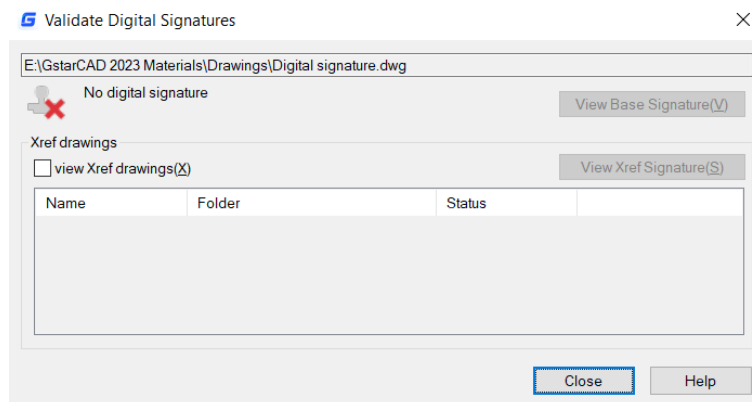 Validate Digital Signatures
E:\GstarCAD 2023 Materials\Drawings\Digital signature.dwg
No digital signature
View Base Signature(V)
Xref drawings
view Xref drawings(X)
View Xref Signature(S)
Name Folder Status
Close Help